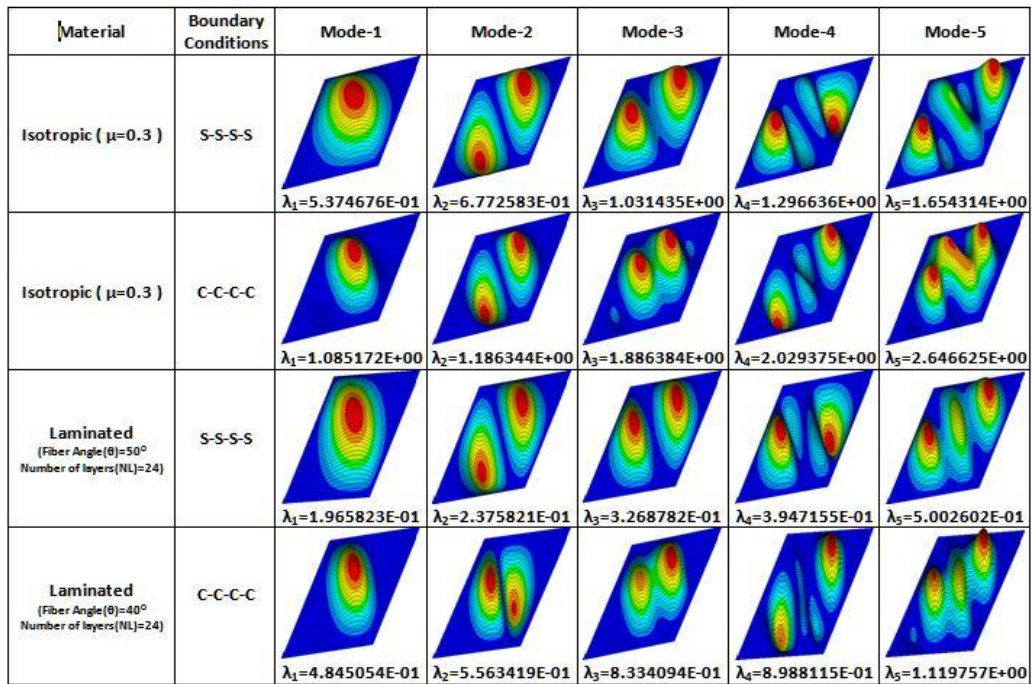 Material
Boundary
Conditions
Mode-1
Mode-2
Mode-3
Mode-4
Mode-5
Isotropic ( μ=0.3 )
S-S-S-S
λ₁=5.374676E-01
λ₂=6.772583E-01
λ₃=1.031435E+00
λ₄=1.296636E+00
λ₅=1.654314E+00
Isotropic ( μ=0.3 )
C-C-C-C
λ₁=1.085172E+00
λ₂=1.186344E+00
λ₃=1.886384E+00
λ₄=2.029375E+00
λ₅=2.646625E+00
Laminated
(Fiber Angle(θ)=50°
Number of layers(NL)=24)
S-S-S-S
λ₁=1.965823E-01
λ₂=2.375821E-01
λ₃=3.268782E-01
λ₄=3.947155E-01
λ₅=5.002602E-01
Laminated
(Fiber Angle(θ)=40°
Number of layers(NL)=24)
C-C-C-C
λ₁=4.845054E-01
λ₂=5.563419E-01
λ₃=8.334094E-01
λ₄=8.988115E-01
λ₅=1.119757E+00